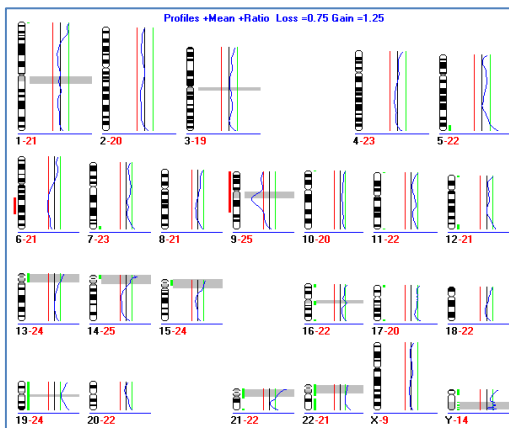 Profiles +Mean +Ratio Loss =0.75 Gain =1.25
1-21 2-20 3-19 4-23 5-22
6-21 7-23 8-21 9-25 10-20 11-22 12-21
13-24 14-25 15-24 16-22 17-20 18-22
19-24 20-22 21-22 22-21 X-9 Y-14